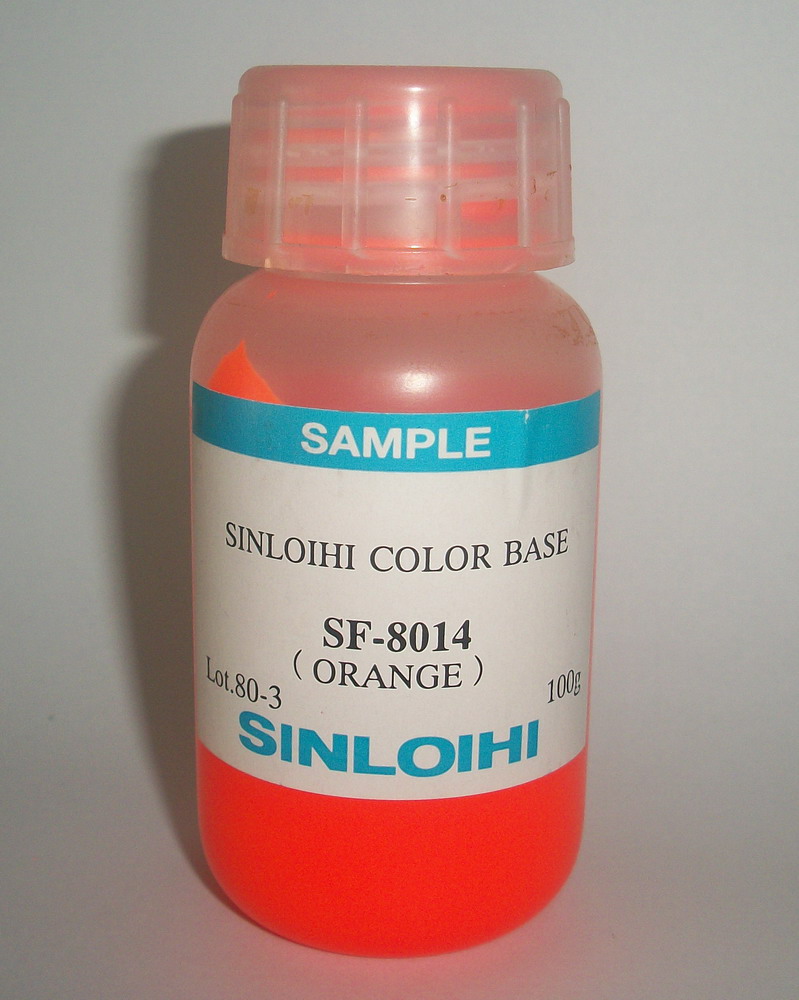 SAMPLE
SINLOIHI COLOR BASE
SF-8014
( ORANGE )
Lot.80-3 100g
SINLOIHI